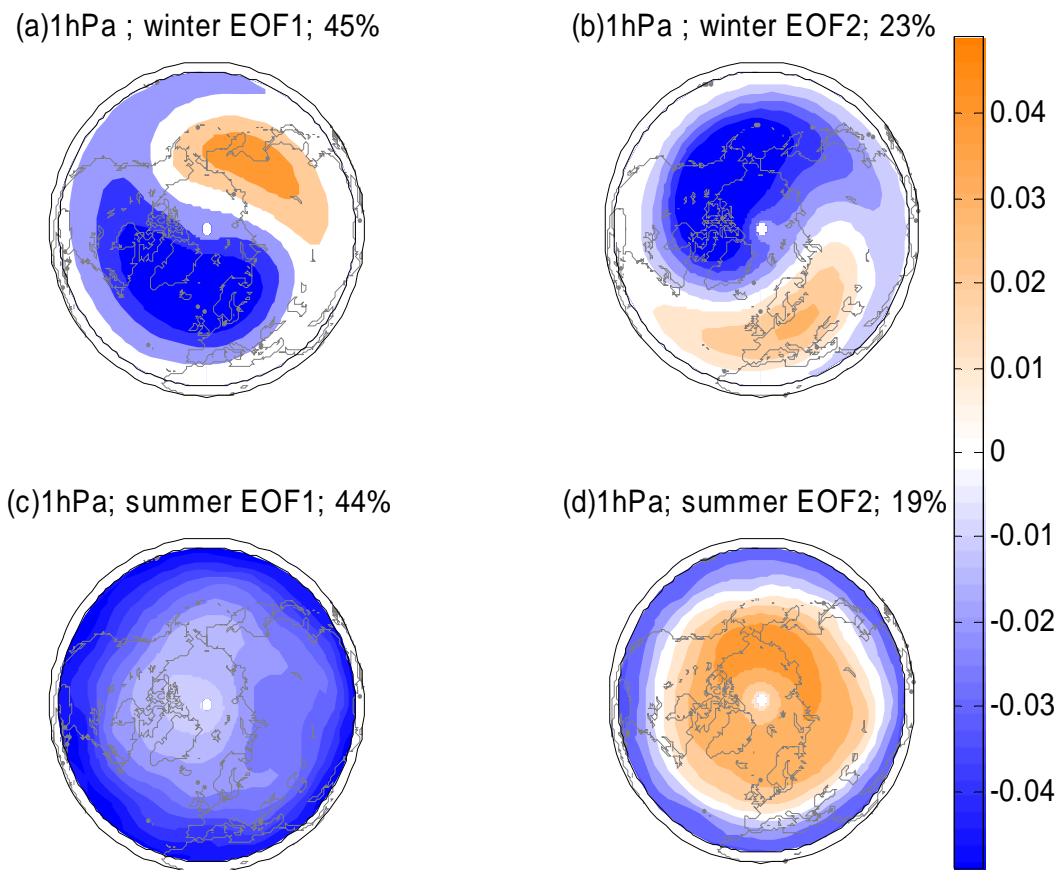 (a)1hPa ; winter EOF1; 45%
(b)1hPa ; winter EOF2; 23%
0.04
0.03
0.02
0.01
0
-0.01
-0.02
-0.03
-0.04
(c)1hPa; summer EOF1; 44%
(d)1hPa; summer EOF2; 19%